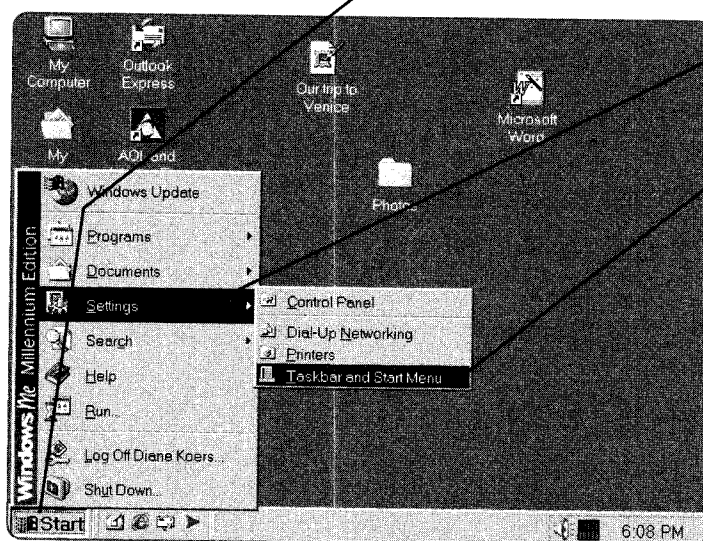 My
Computer
Outlook
Express
Our trip to
Venice
Microsoft
Word
My
AOL and
Photos
Windows Me Millennium Edition
Windows Update
Programs
Documents
Settings
Search
Help
Run...
Log Off Diane Koers...
Shut Down...
Control Panel
Dial-Up Networking
Printers
Taskbar and Start Menu
Start
6:08 PM